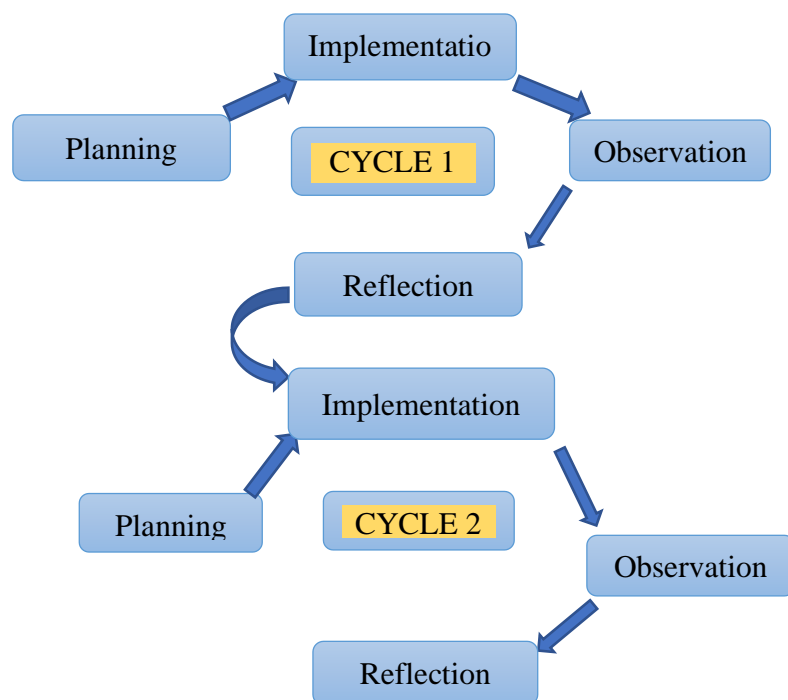 Implementatio
Planning
CYCLE 1
Observation
Reflection
Implementation
Planning
CYCLE 2
Observation
Reflection